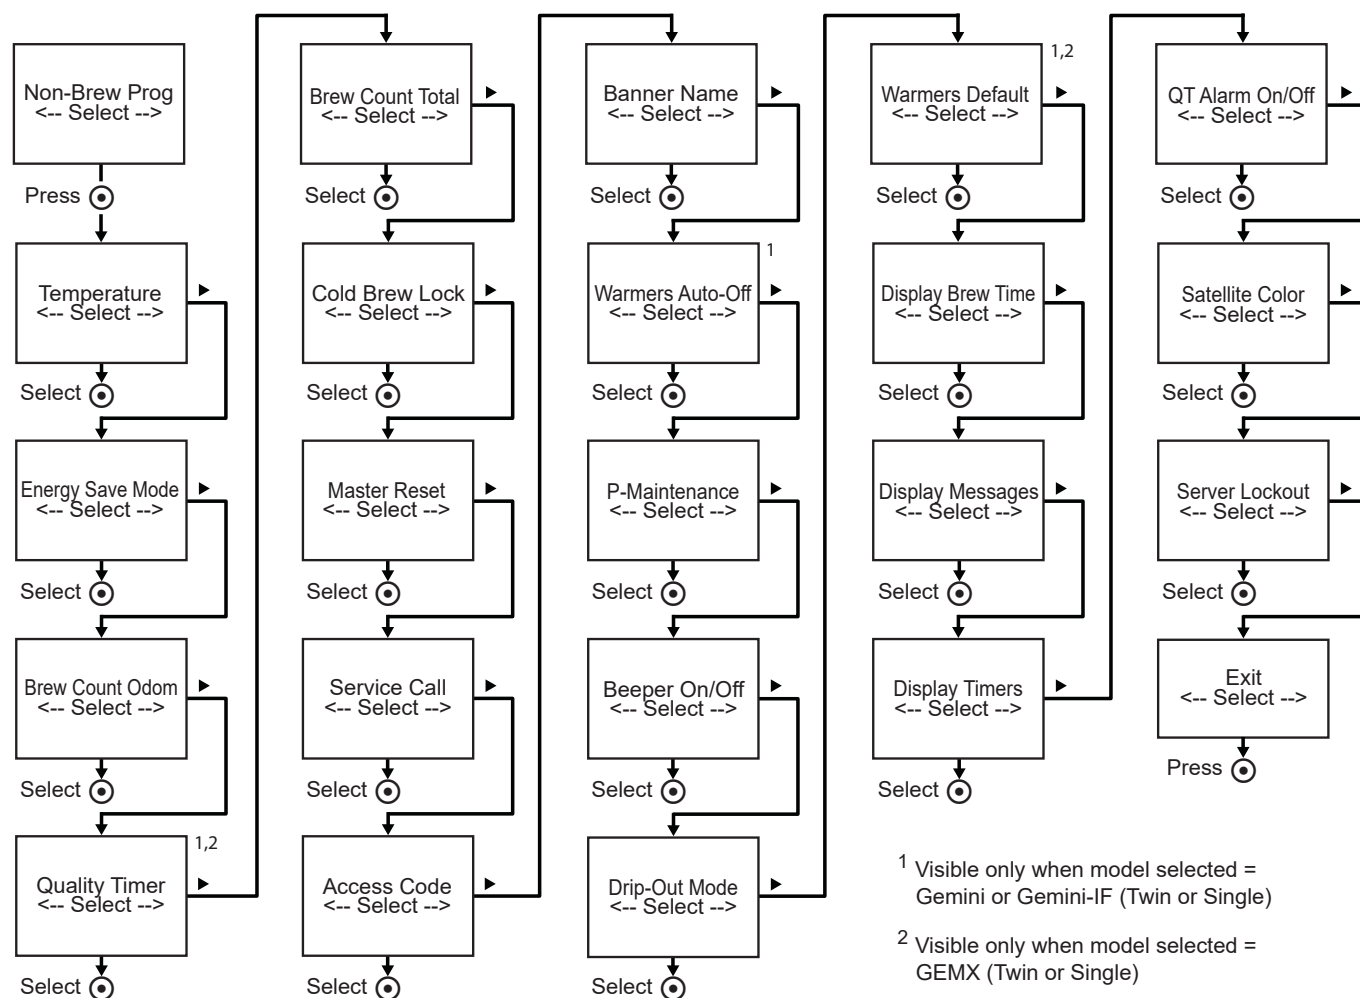 Non-Brew Prog
<-- Select -->
Press
Temperature
<-- Select -->
Select
Energy Save Mode
<-- Select -->
Select
Brew Count Odom
<-- Select -->
Select
1,2
Quality Timer
<-- Select -->
Select
Brew Count Total
<-- Select -->
Select
Cold Brew Lock
<-- Select -->
Select
Master Reset
<-- Select -->
Select
Service Call
<-- Select -->
Select
Access Code
<-- Select -->
Select
Banner Name
<-- Select -->
Select
1
Warmers Auto-Off
<-- Select -->
Select
P-Maintenance
<-- Select -->
Select
Beeper On/Off
<-- Select -->
Select
Drip-Out Mode
<-- Select -->
Select
1,2
Warmers Default
<-- Select -->
Select
Display Brew Time
<-- Select -->
Select
Display Messages
<-- Select -->
Select
Display Timers
<-- Select -->
Select
QT Alarm On/Off
<-- Select -->
Select
Satellite Color
<-- Select -->
Select
Server Lockout
<-- Select -->
Select
Exit
<-- Select -->
Press
1 Visible only when model selected =
Gemini or Gemini-IF (Twin or Single)
2 Visible only when model selected =
GEMX (Twin or Single)